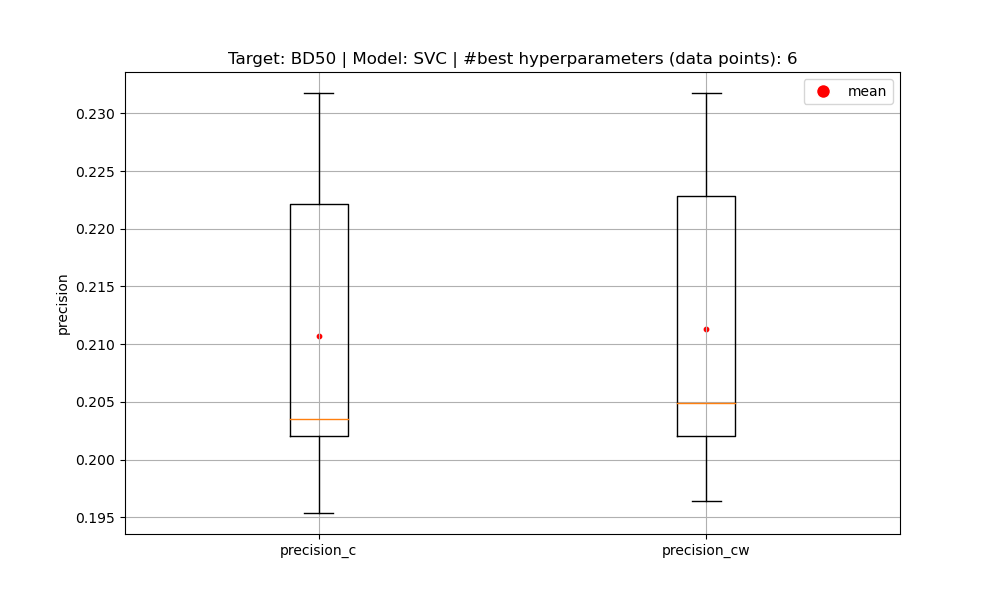 Target: BD50 | Model: SVC | #best hyperparameters (data points): 6
mean
0.230
0.225
0.220
0.215
0.210
0.205
0.200
0.195
precision
precision_c
precision_cw